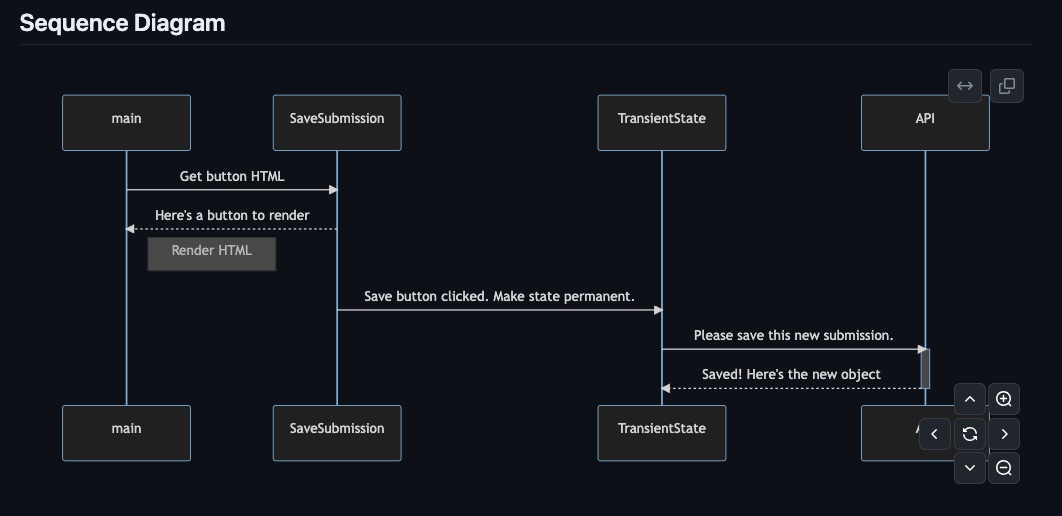 Sequence Diagram
main
SaveSubmission
TransientState
API
Get button HTML
Here's a button to render
Render HTML
Save button clicked. Make state permanent.
Please save this new submission.
Saved! Here's the new object
main
SaveSubmission
TransientState